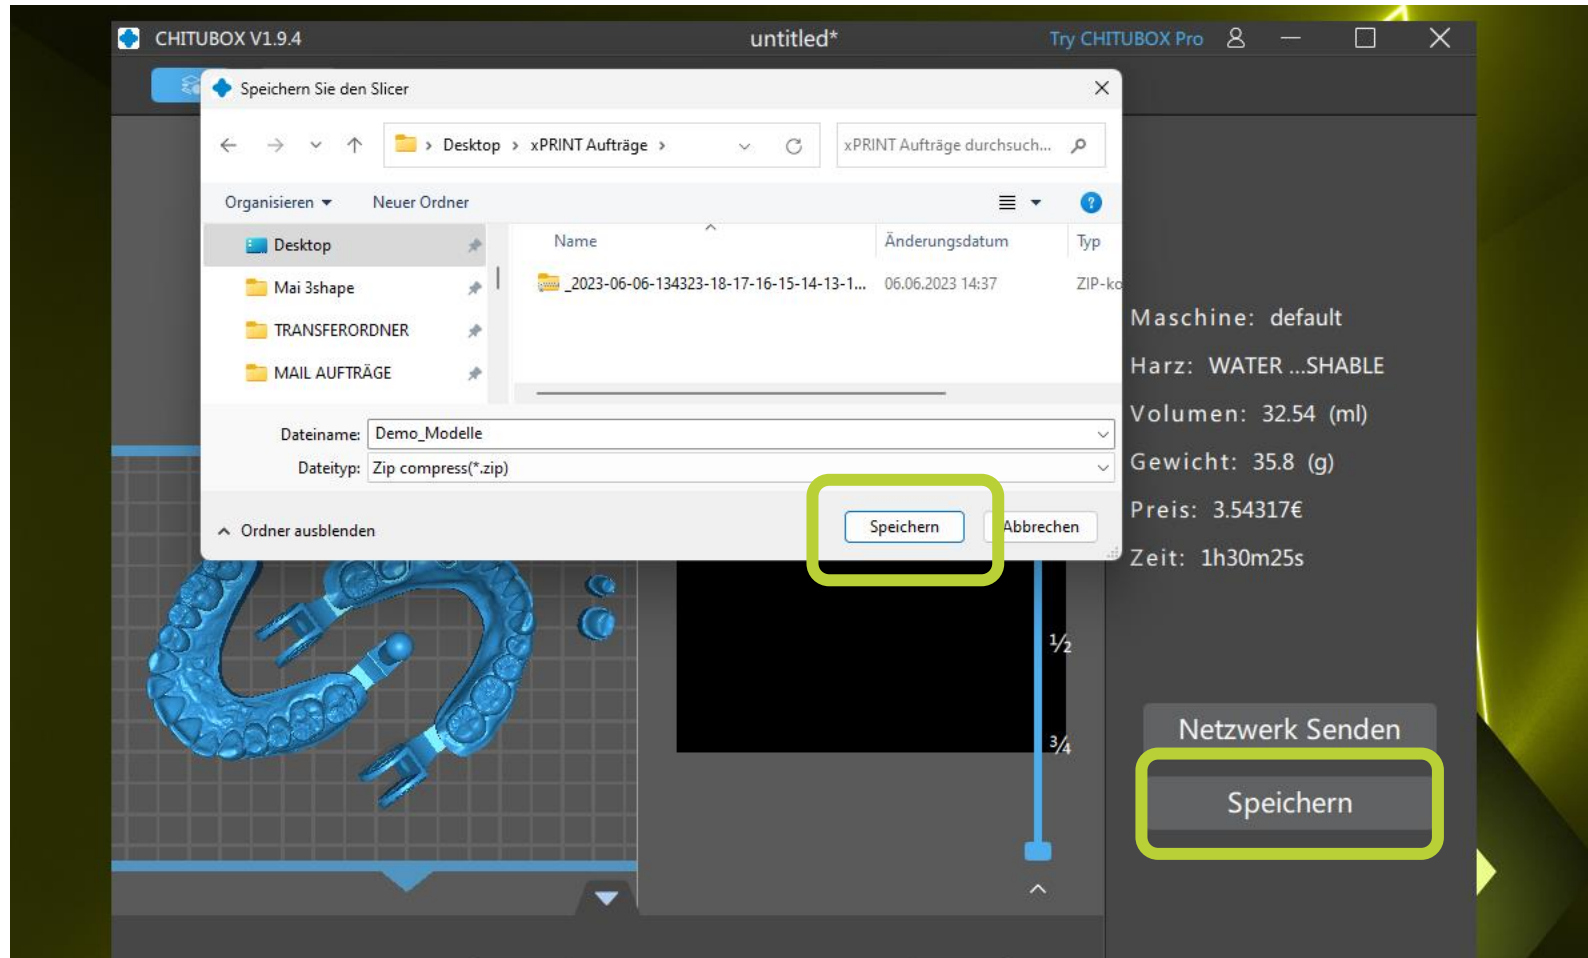 CHITUBOX V1.9.4
untitled*
Try CHITUBOX Pro
Speichern Sie den Slicer
Desktop > xPRINT Aufträge >
xPRINT Aufträge durchsuch...
Organisieren
Neuer Ordner
Desktop
Mai 3shape
TRANSFERORDNER
MAIL AUFTRÄGE
Name
Änderungsdatum
Typ
_2023-06-06-134323-18-17-16-15-14-13-1...
06.06.2023 14:37
ZIP-ko
Dateiname: Demo_Modelle
Dateityp: Zip compress(*.zip)
Ordner ausblenden
Speichern
Abbrechen
Maschine: default
Harz: WATER ...SHABLE
Volumen: 32.54 (ml)
Gewicht: 35.8 (g)
Preis: 3.54317€
Zeit: 1h30m25s
½
¾
Netzwerk Senden
Speichern